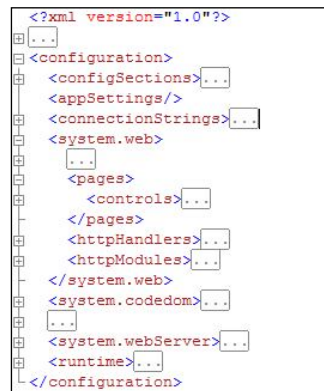 <?xml version="1.0"?>
...
<configuration>
<configSections>...
<appSettings/>
<connectionStrings>...
<system.web>
...
<pages>
<controls>...
</pages>
<httpHandlers>...
<httpModules>...
</system.web>
<system.codedom>...
...
<system.webServer>...
<runtime>...
</configuration>